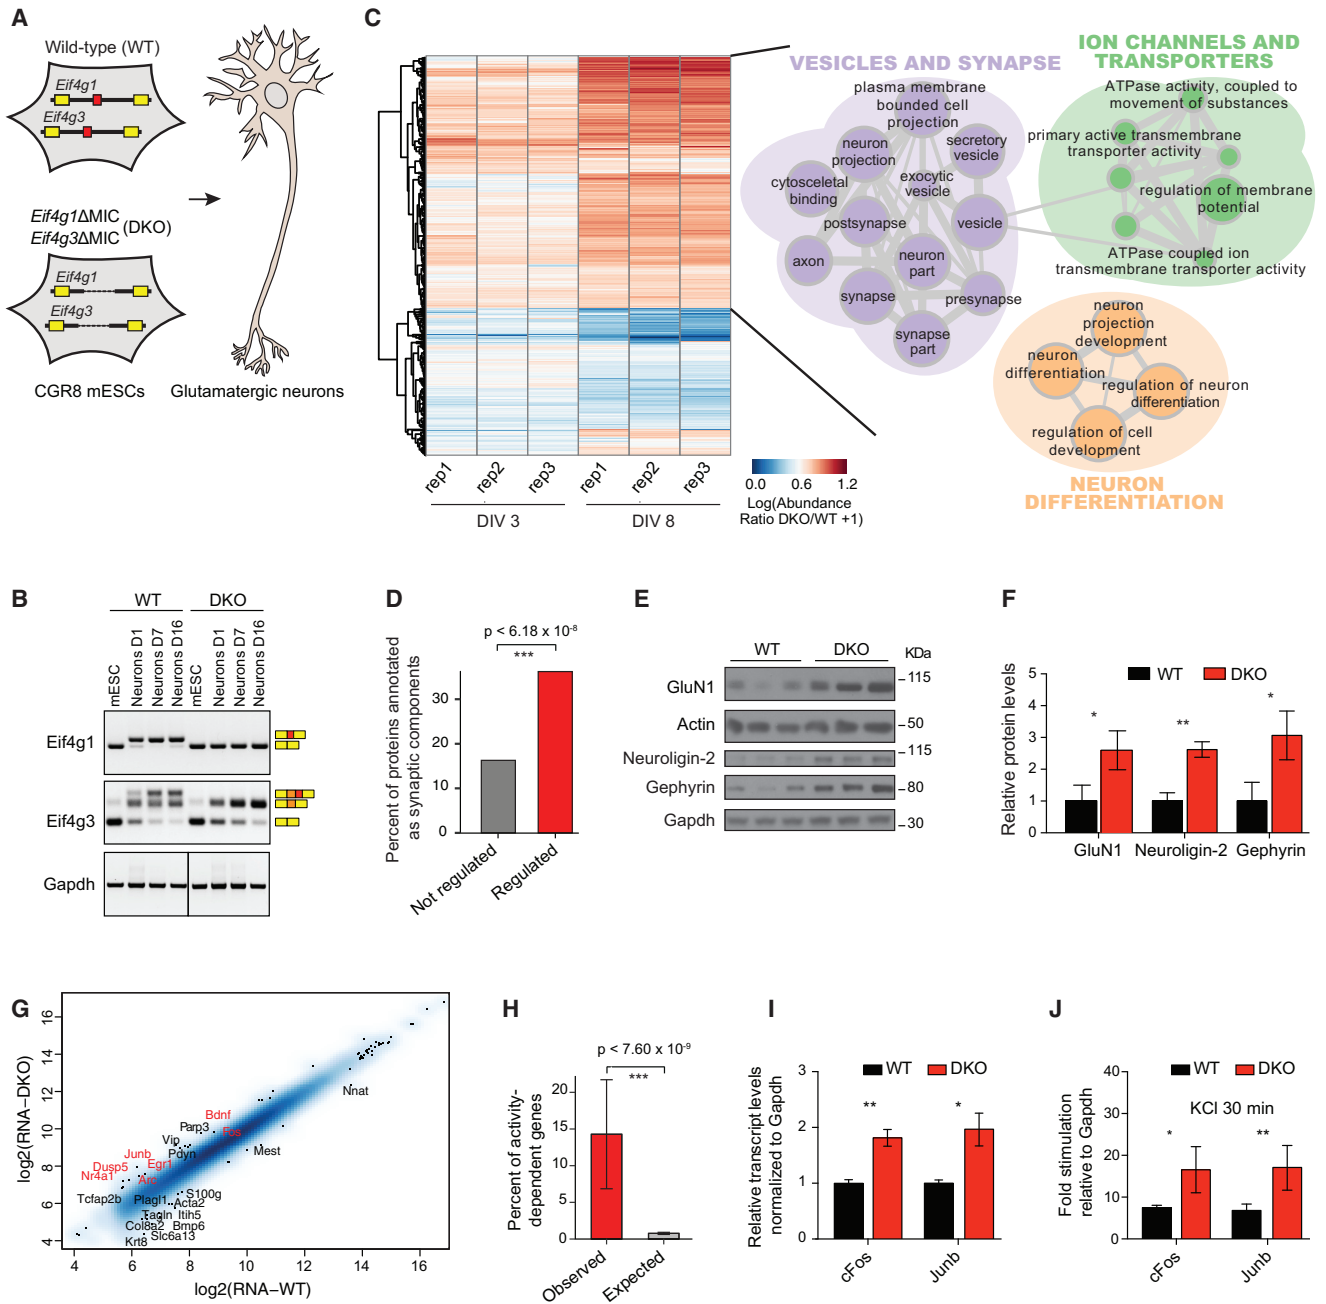 A
Wild-type (WT)
Eif4g1
Eif4g3
Eif4g1ΔMIC
Eif4g3ΔMIC
(DKO)
Eif4g1
Eif4g3
CGR8 mESCs
Glutamatergic neurons
C
rep1
rep2
rep3
rep1
rep2
rep3
DIV 3
DIV 8
0.0
0.6
1.2
Log(Abundance
Ratio DKO/WT +1)
VESICLES AND SYNAPSE
plasma membrane
bounded cell
projection
neuron
projection
secretory
vesicle
cytosceletal
binding
exocytic
vesicle
postsynapse
vesicle
axon
neuron
part
synapse
presynapse
synapse
part
ION CHANNELS AND
TRANSPORTERS
ATPase activity, coupled to
movement of substances
primary active transmembrane
transporter activity
regulation of membrane
potential
ATPase coupled ion
transmembrane transporter activity
neuron
projection
development
neuron
differentiation
regulation of neuron
differentiation
regulation of cell
development
NEURON
DIFFERENTIATION
B
WT
DKO
mESC
Neurons D1
Neurons D7
Neurons D16
mESC
Neurons D1
Neurons D7
Neurons D16
Eif4g1
Eif4g3
Gapdh
D
p < 6.18 x 10-8
***
Percent of proteins annotated
as synaptic components
30
20
10
0
Not regulated
Regulated
E
WT
DKO
KDa
GluN1
115
Actin
50
Neuroligin-2
115
Gephyrin
80
Gapdh
30
F
WT
DKO
Relative protein levels
5
4
3
2
1
0
*
**
*
GluN1
Neuroligin-2
Gephyrin
G
log2(RNA−DKO)
16
14
12
10
8
6
4
Nnat
Bdnf
Parp3
Fos
Vip
Mest
Junb
Pdyn
Dusp5
Egr1
Nr4a1
Arc
Tcfap2b
Plagl1
S100g
Acta2
Tagln
Itih5
Col8a2
Bmp6
Slc6a13
Krt8
4
6
8
10
12
14
16
log2(RNA−WT)
H
p < 7.60 x 10-9
***
Percent of activity-
dependent genes
20
15
10
5
0
Observed
Expected
I
WT
DKO
Relative transcript levels
normalized to Gapdh
3
2
1
0
**
*
cFos
Junb
J
WT
DKO
KCl 30 min
Fold stimulation
relative to Gapdh
40
30
20
10
0
*
**
cFos
Junb